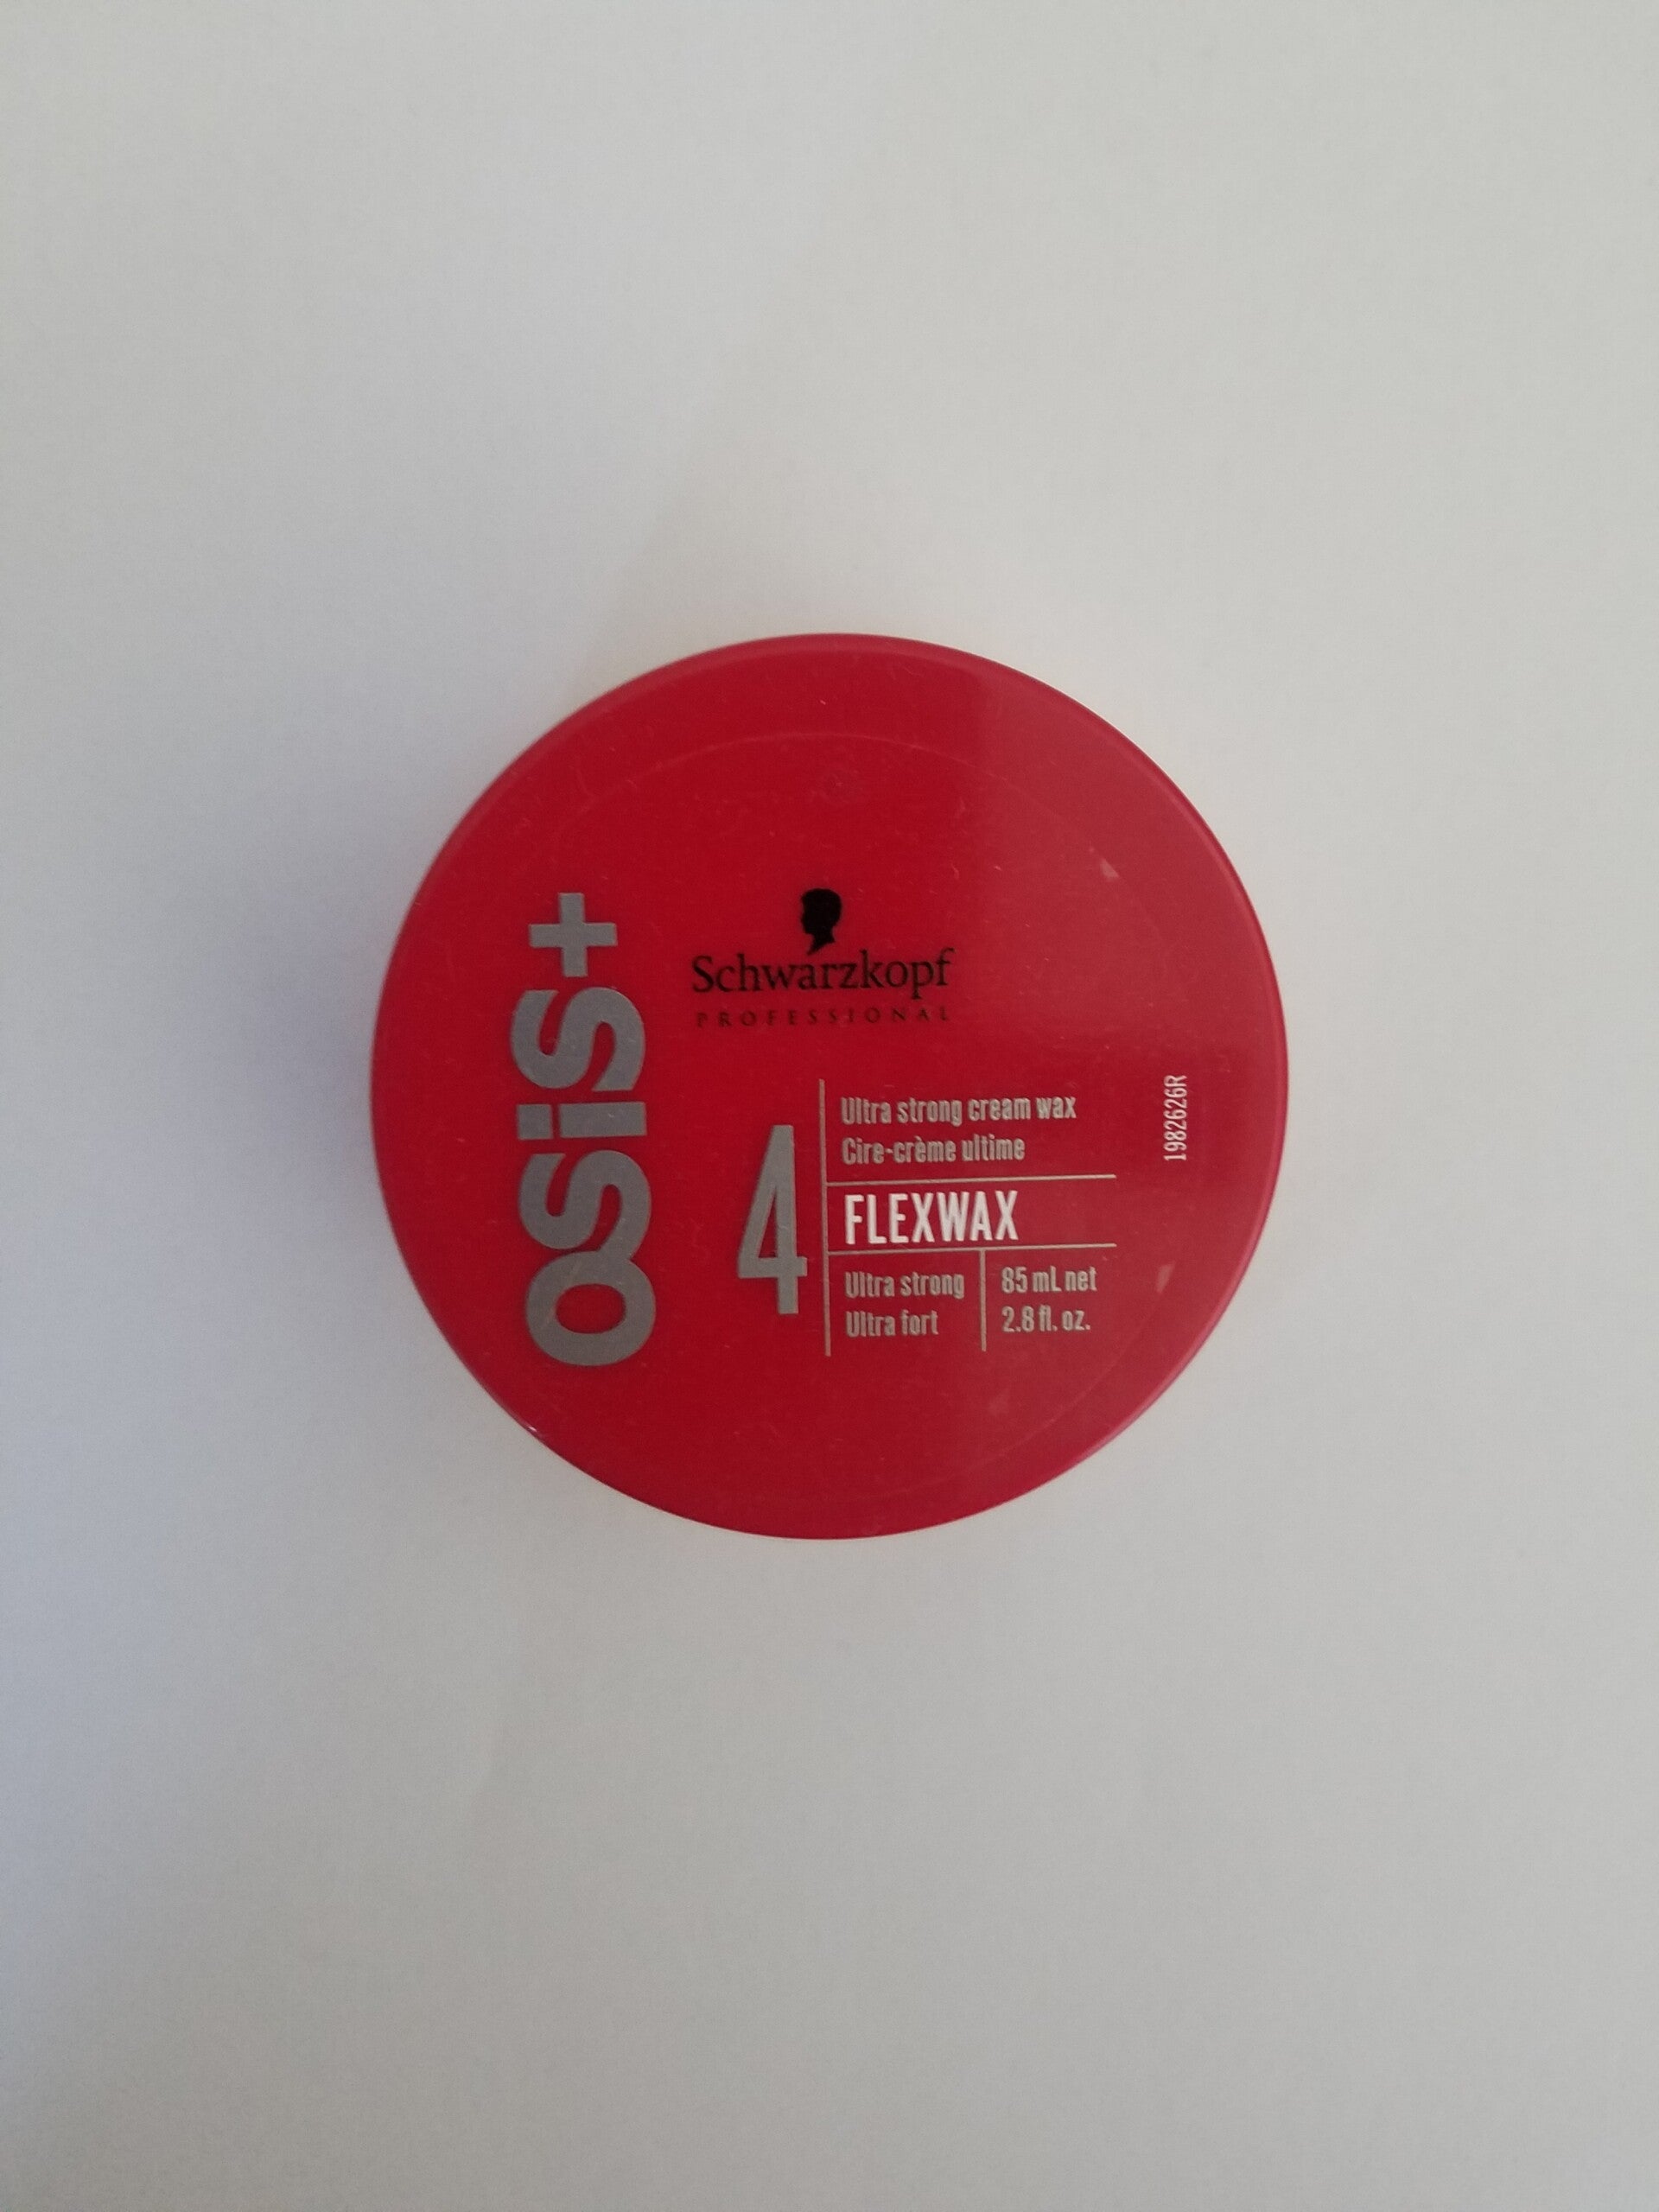 osis+
Schwarzkopf
PROFESSIONAL
4
Ultra strong cream wax
Cire-crème ultime
FLEXWAX
Ultra strong
Ultra fort
85 mL net
2.8 fl. oz.
1982626R